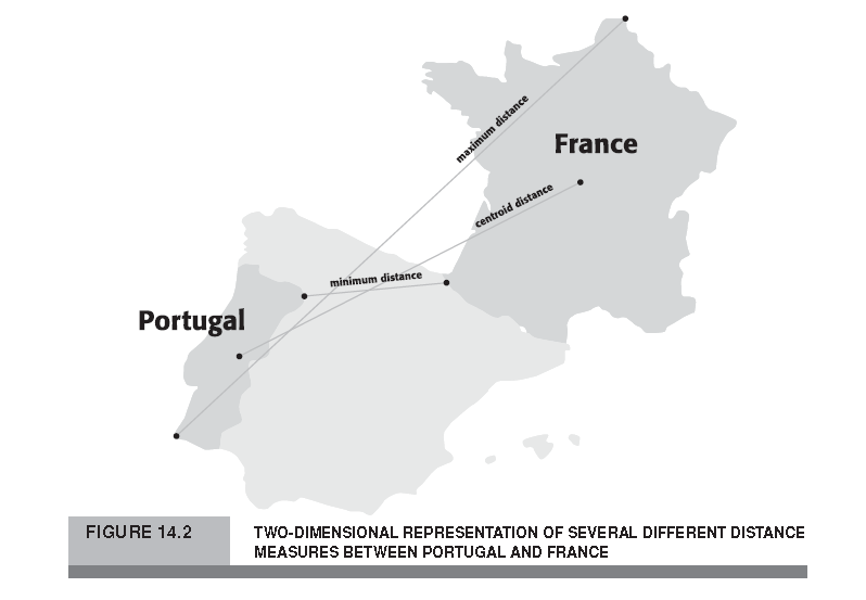 maximum distance
France
centroid distance
minimum distance
Portugal
FIGURE 14.2
TWO-DIMENSIONAL REPRESENTATION OF SEVERAL DIFFERENT DISTANCE
MEASURES BETWEEN PORTUGAL AND FRANCE